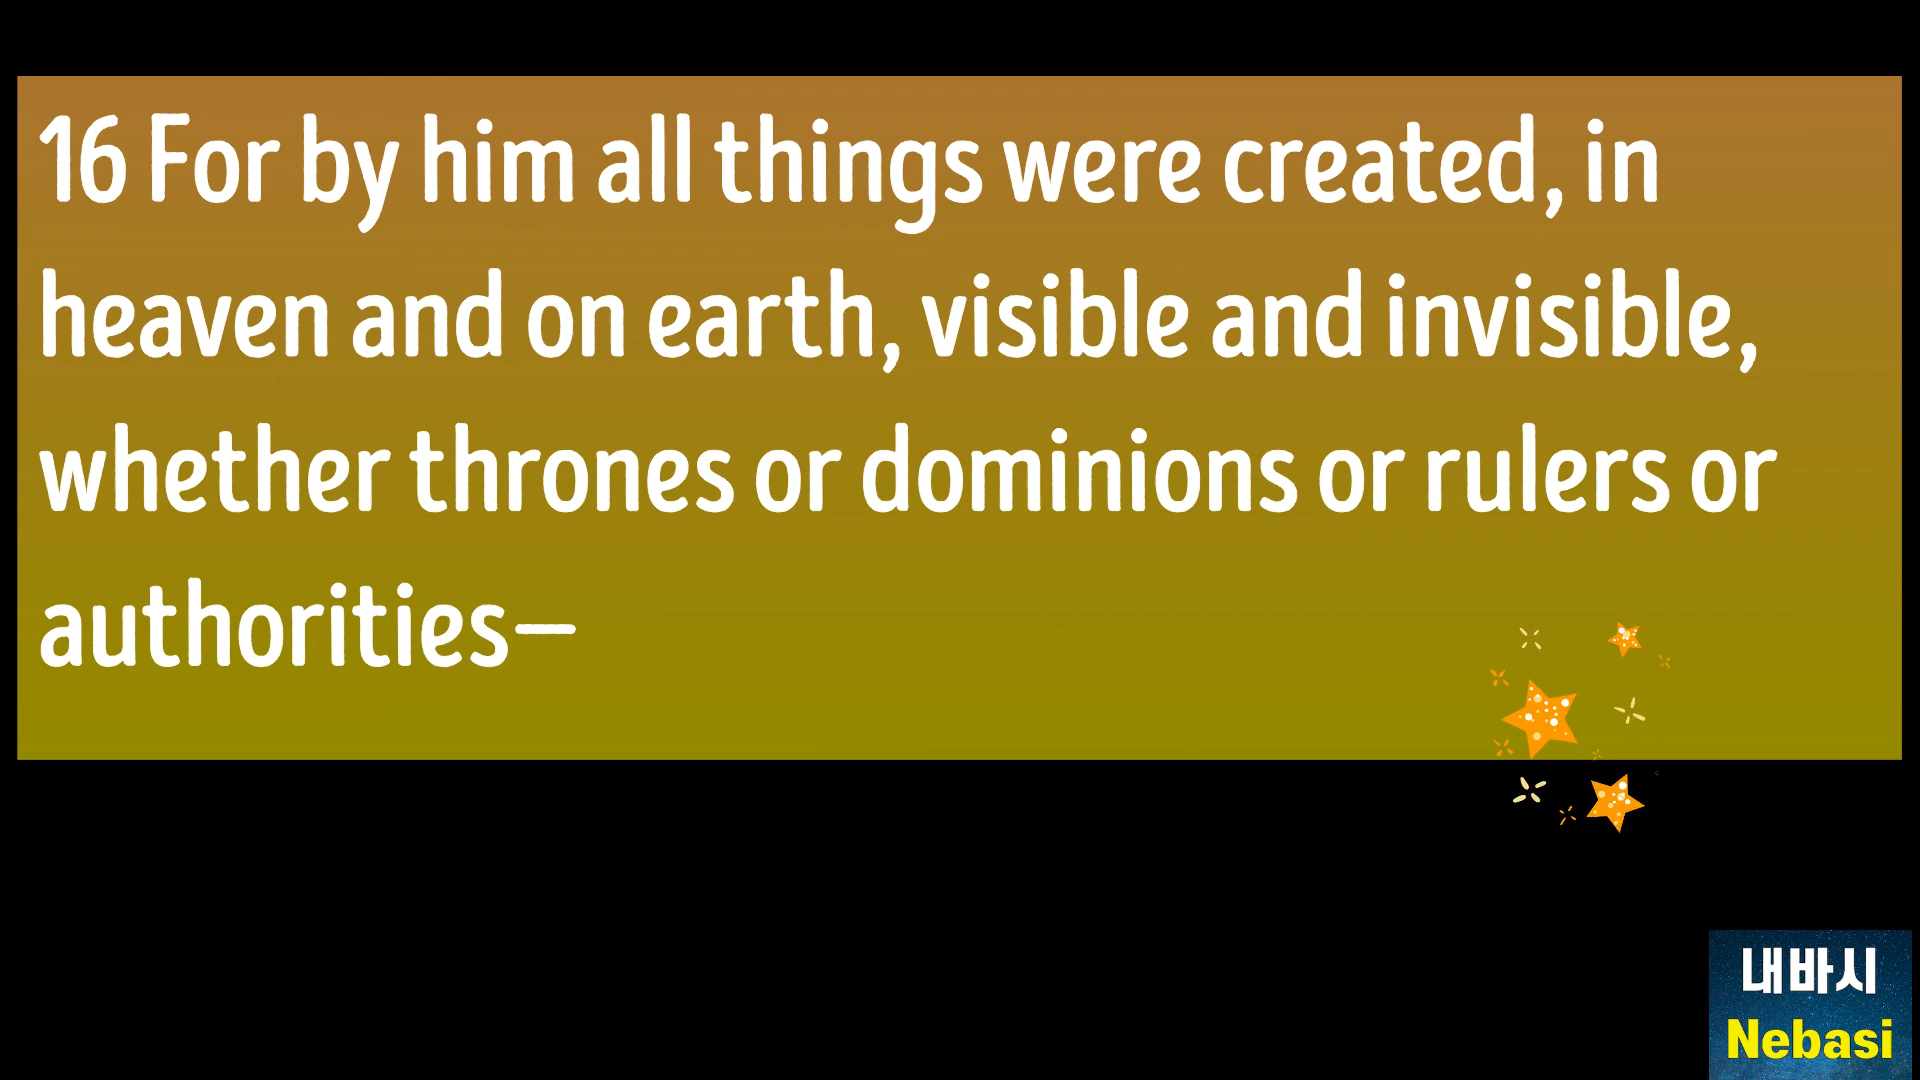 16 For by him all things were created, in
heaven and on earth, visible and invisible,
whether thrones or dominions or rulers or
authorities—
내바시
Nebasi